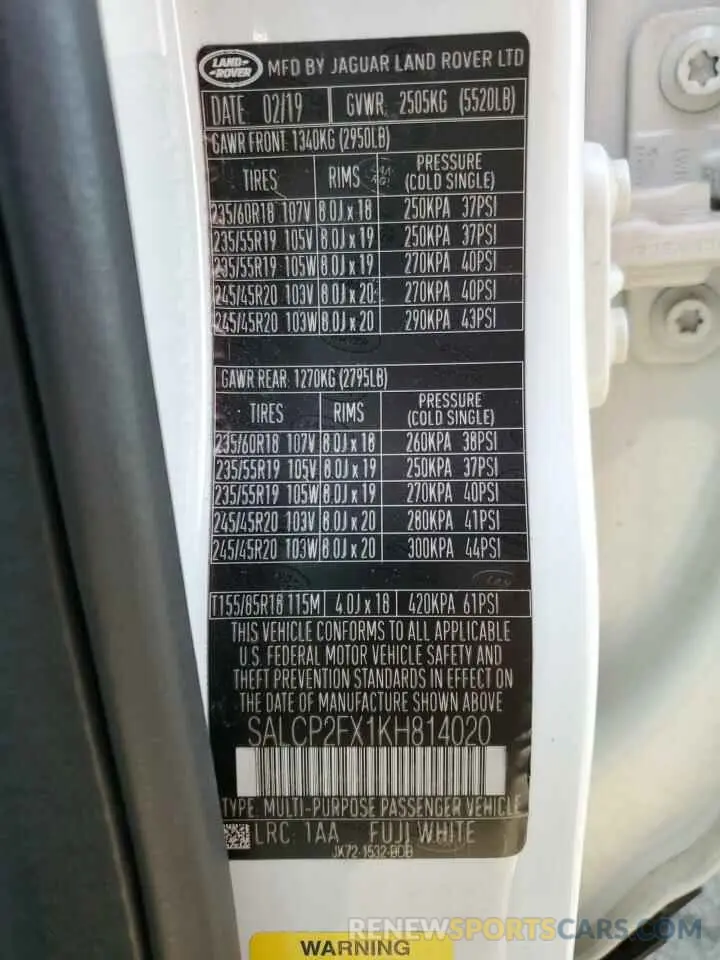 LAND-ROVER MFD BY JAGUAR LAND ROVER LTD
DATE 02/19 GVWR 2505KG (5520LB)
GAWR FRONT 1340KG (2950LB)
TIRES RIMS PRESSURE (COLD SINGLE)
235/60R18 107V 8.0J x 18 250KPA 37PSI
235/55R19 105V 8.0J x 19 250KPA 37PSI
235/55R19 105W 8.0J x 19 270KPA 40PSI
245/45R20 103V 8.0J x 20 270KPA 40PSI
245/45R20 103W 8.0J x 20 290KPA 43PSI
GAWR REAR 1270KG (2795LB)
TIRES RIMS PRESSURE (COLD SINGLE)
235/60R18 107V 8.0J x 18 260KPA 38PSI
235/55R19 105V 8.0J x 19 250KPA 37PSI
235/55R19 105W 8.0J x 19 270KPA 40PSI
245/45R20 103V 8.0J x 20 280KPA 41PSI
245/45R20 103W 8.0J x 20 300KPA 44PSI
T155/85R18 115M 4.0J x 18 420KPA 61PSI
THIS VEHICLE CONFORMS TO ALL APPLICABLE
U.S. FEDERAL MOTOR VEHICLE SAFETY AND
THEFT PREVENTION STANDARDS IN EFFECT ON
THE DATE OF MANUFACTURE SHOWN ABOVE
SALCP2FX1KH814020
TYPE: MULTI-PURPOSE PASSENGER VEHICLE
LRC: 1AA FUJI WHITE
JK72-1532-BDB
WARNING
RENEWSPORTSCARS.COM